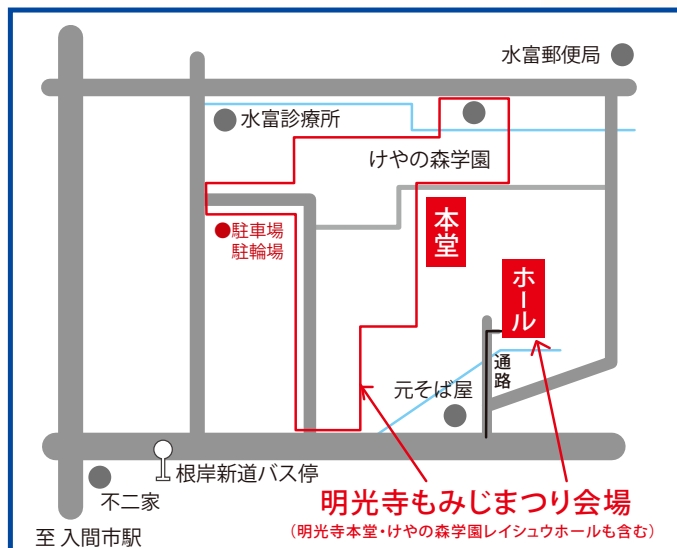 水富郵便局
水富診療所
けやの森学園
本堂
駐車場
駐輪場
ホール
通路
元そば屋
根岸新道バス停
不二家
至 入間市駅
明光寺もみじまつり会場
(明光寺本堂・けやの森学園レイシュウホールも含む)